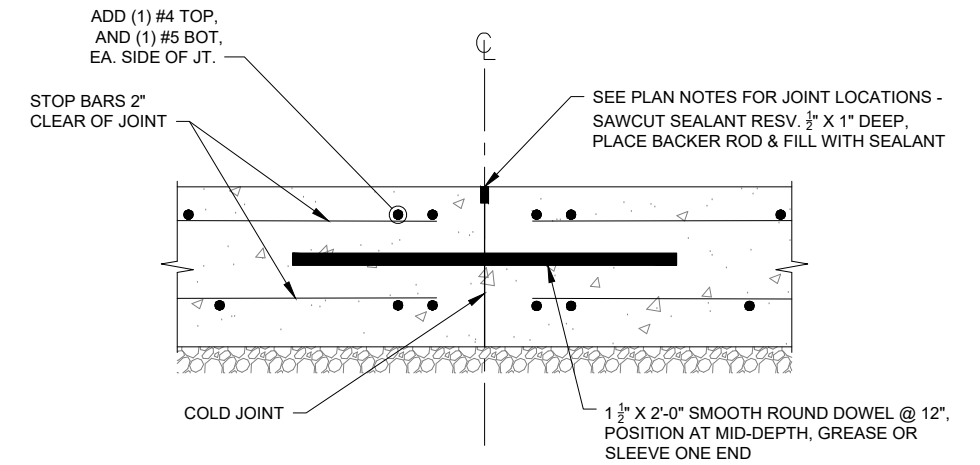 ADD (1) #4 TOP,
AND (1) #5 BOT,
EA. SIDE OF JT.
STOP BARS 2"
CLEAR OF JOINT
℄
SEE PLAN NOTES FOR JOINT LOCATIONS -
SAWCUT SEALANT RESV. ½" X 1" DEEP,
PLACE BACKER ROD & FILL WITH SEALANT
COLD JOINT
1 ½" X 2'-0" SMOOTH ROUND DOWEL @ 12",
POSITION AT MID-DEPTH, GREASE OR
SLEEVE ONE END